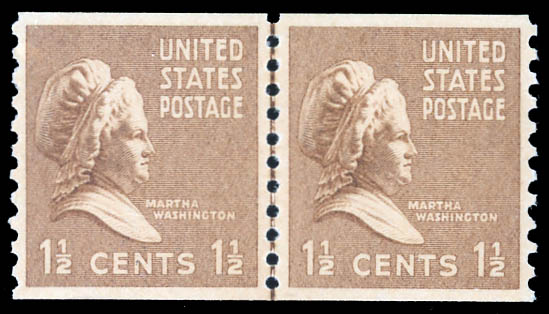 UNITED
STATES
POSTAGE
MARTHA
WASHINGTON
1½ CENTS 1½
UNITED
STATES
POSTAGE
MARTHA
WASHINGTON
1½ CENTS 1½